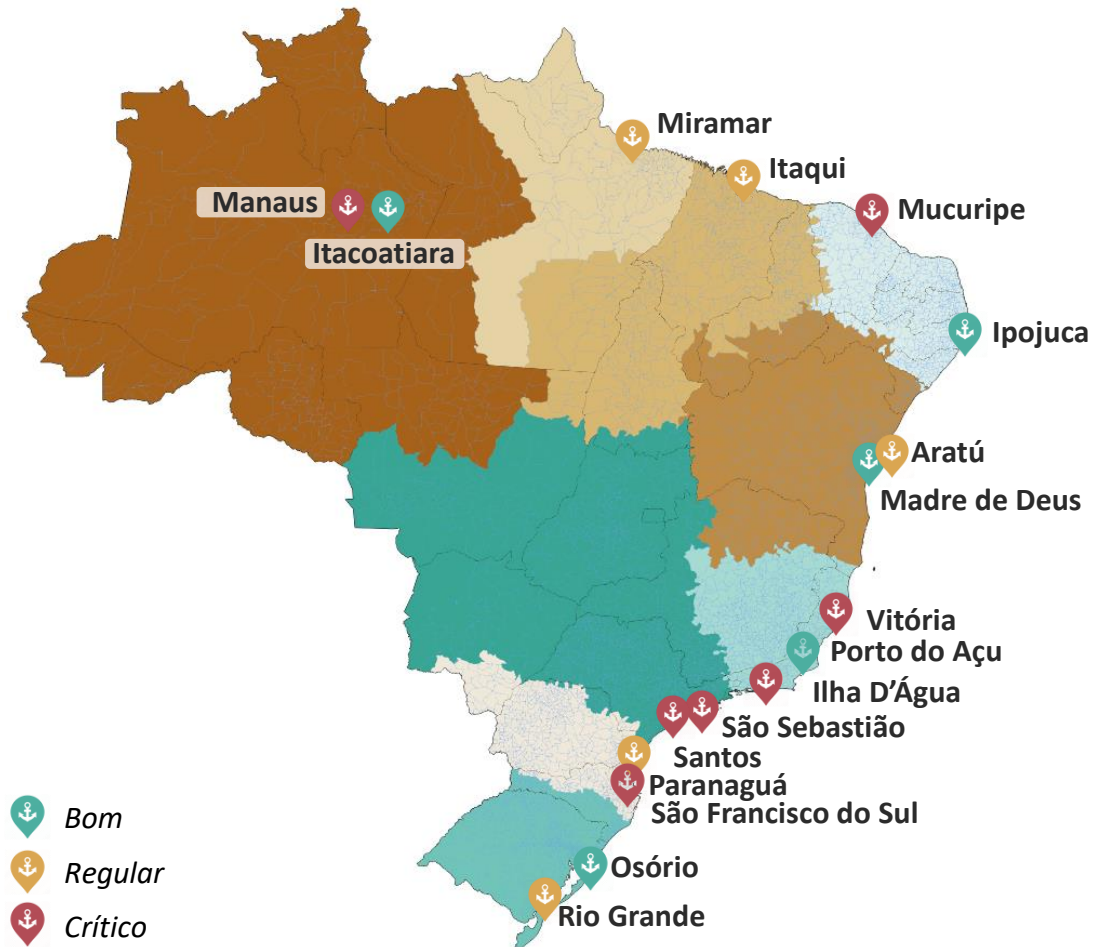 Miramar
Itaqui
Manaus
Mucuripe
Itacoatiara
Ipojuca
Aratú
Madre de Deus
Vitória
Porto do Açu
Ilha D'Água
São Sebastião
Santos
Paranaguá
São Francisco do Sul
Bom
Osório
Regular
Rio Grande
Crítico